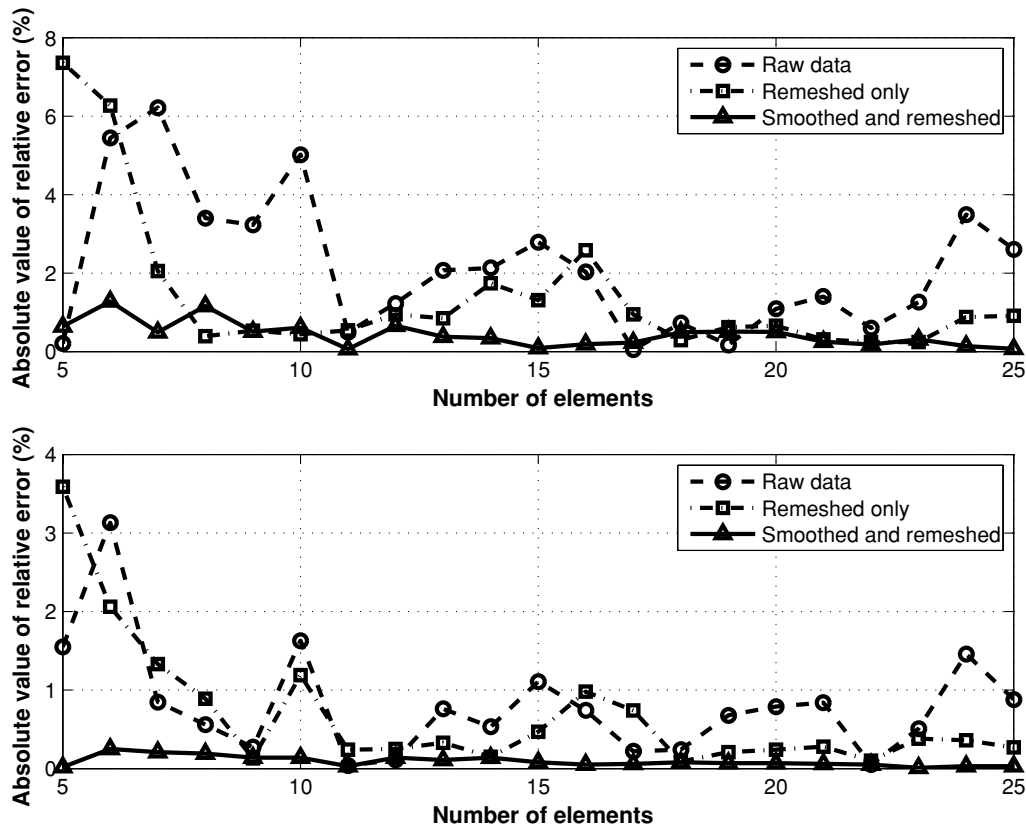 Absolute value of relative error (%)
8
6
4
2
0
5
10
15
20
25
Number of elements
Raw data
Remeshed only
Smoothed and remeshed
Absolute value of relative error (%)
4
3
2
1
0
5
10
15
20
25
Number of elements
Raw data
Remeshed only
Smoothed and remeshed